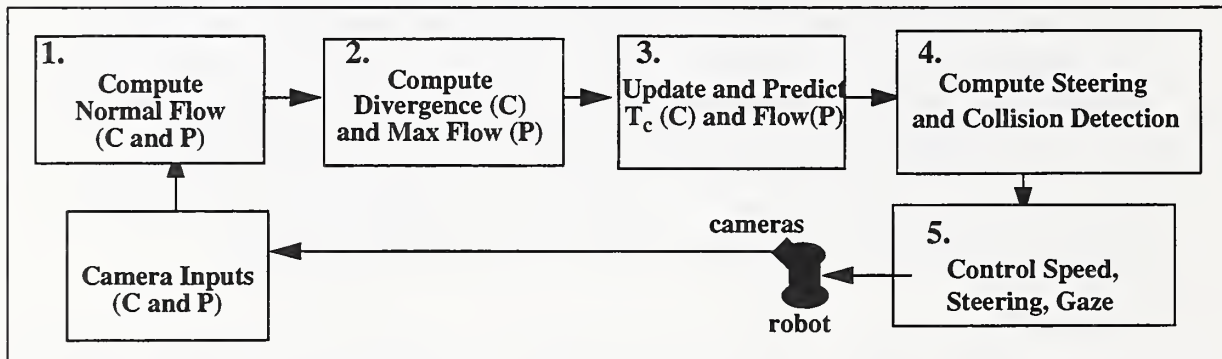 1.
Compute
Normal Flow
(C and P)
2.
Compute
Divergence (C)
and Max Flow (P)
3.
Update and Predict
Tc (C) and Flow(P)
4.
Compute Steering
and Collision Detection
5.
Control Speed,
Steering, Gaze
cameras
robot
Camera Inputs
(C and P)